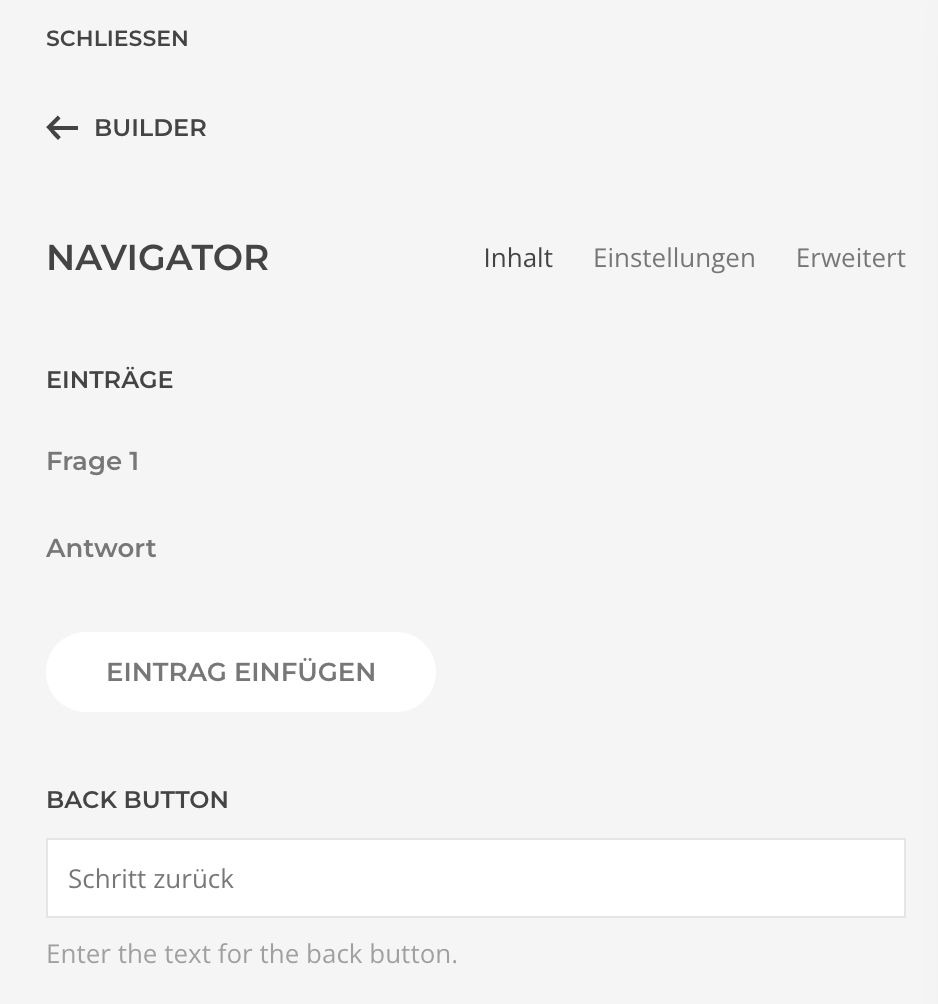 SCHLIESSEN
BUILDER
NAVIGATOR
Inhalt Einstellungen Erweitert
EINTRÄGE
Frage 1
Antwort
EINTRAG EINFÜGEN
BACK BUTTON
Schritt zurück
Enter the text for the back button.